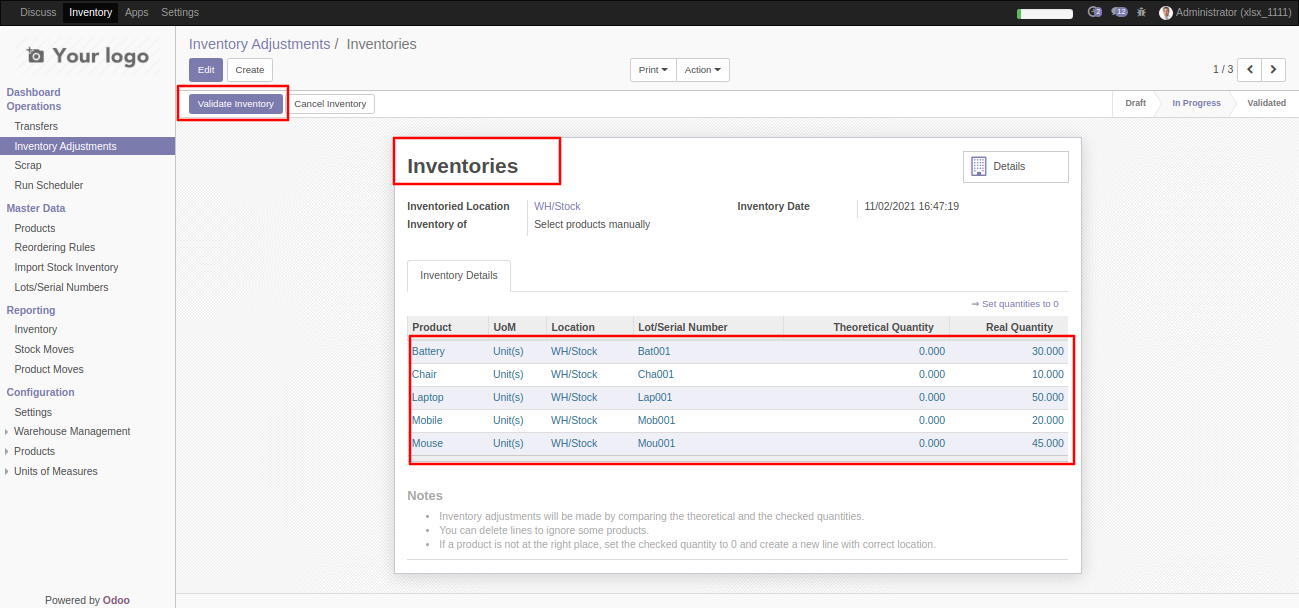 Discuss Inventory Apps Settings 2 12 Administrator (xlsx_1111)
Your logo
Dashboard
Operations
Transfers
Inventory Adjustments
Scrap
Run Scheduler
Master Data
Products
Reordering Rules
Import Stock Inventory
Lots/Serial Numbers
Reporting
Inventory
Stock Moves
Product Moves
Configuration
Settings
Warehouse Management
Products
Units of Measures
Powered by Odoo
Inventory Adjustments / Inventories
Edit Create Print Action 1 / 3
Validate Inventory Cancel Inventory Draft In Progress Validated
Inventories Details
Inventoried Location WH/Stock Inventory Date 11/02/2021 16:47:19
Inventory of Select products manually
Inventory Details
⇒ Set quantities to 0
Product UoM Location Lot/Serial Number Theoretical Quantity Real Quantity
Battery Unit(s) WH/Stock Bat001 0.000 30.000
Chair Unit(s) WH/Stock Cha001 0.000 10.000
Laptop Unit(s) WH/Stock Lap001 0.000 50.000
Mobile Unit(s) WH/Stock Mob001 0.000 20.000
Mouse Unit(s) WH/Stock Mou001 0.000 45.000
Notes
• Inventory adjustments will be made by comparing the theoretical and the checked quantities.
• You can delete lines to ignore some products.
• If a product is not at the right place, set the checked quantity to 0 and create a new line with correct location.